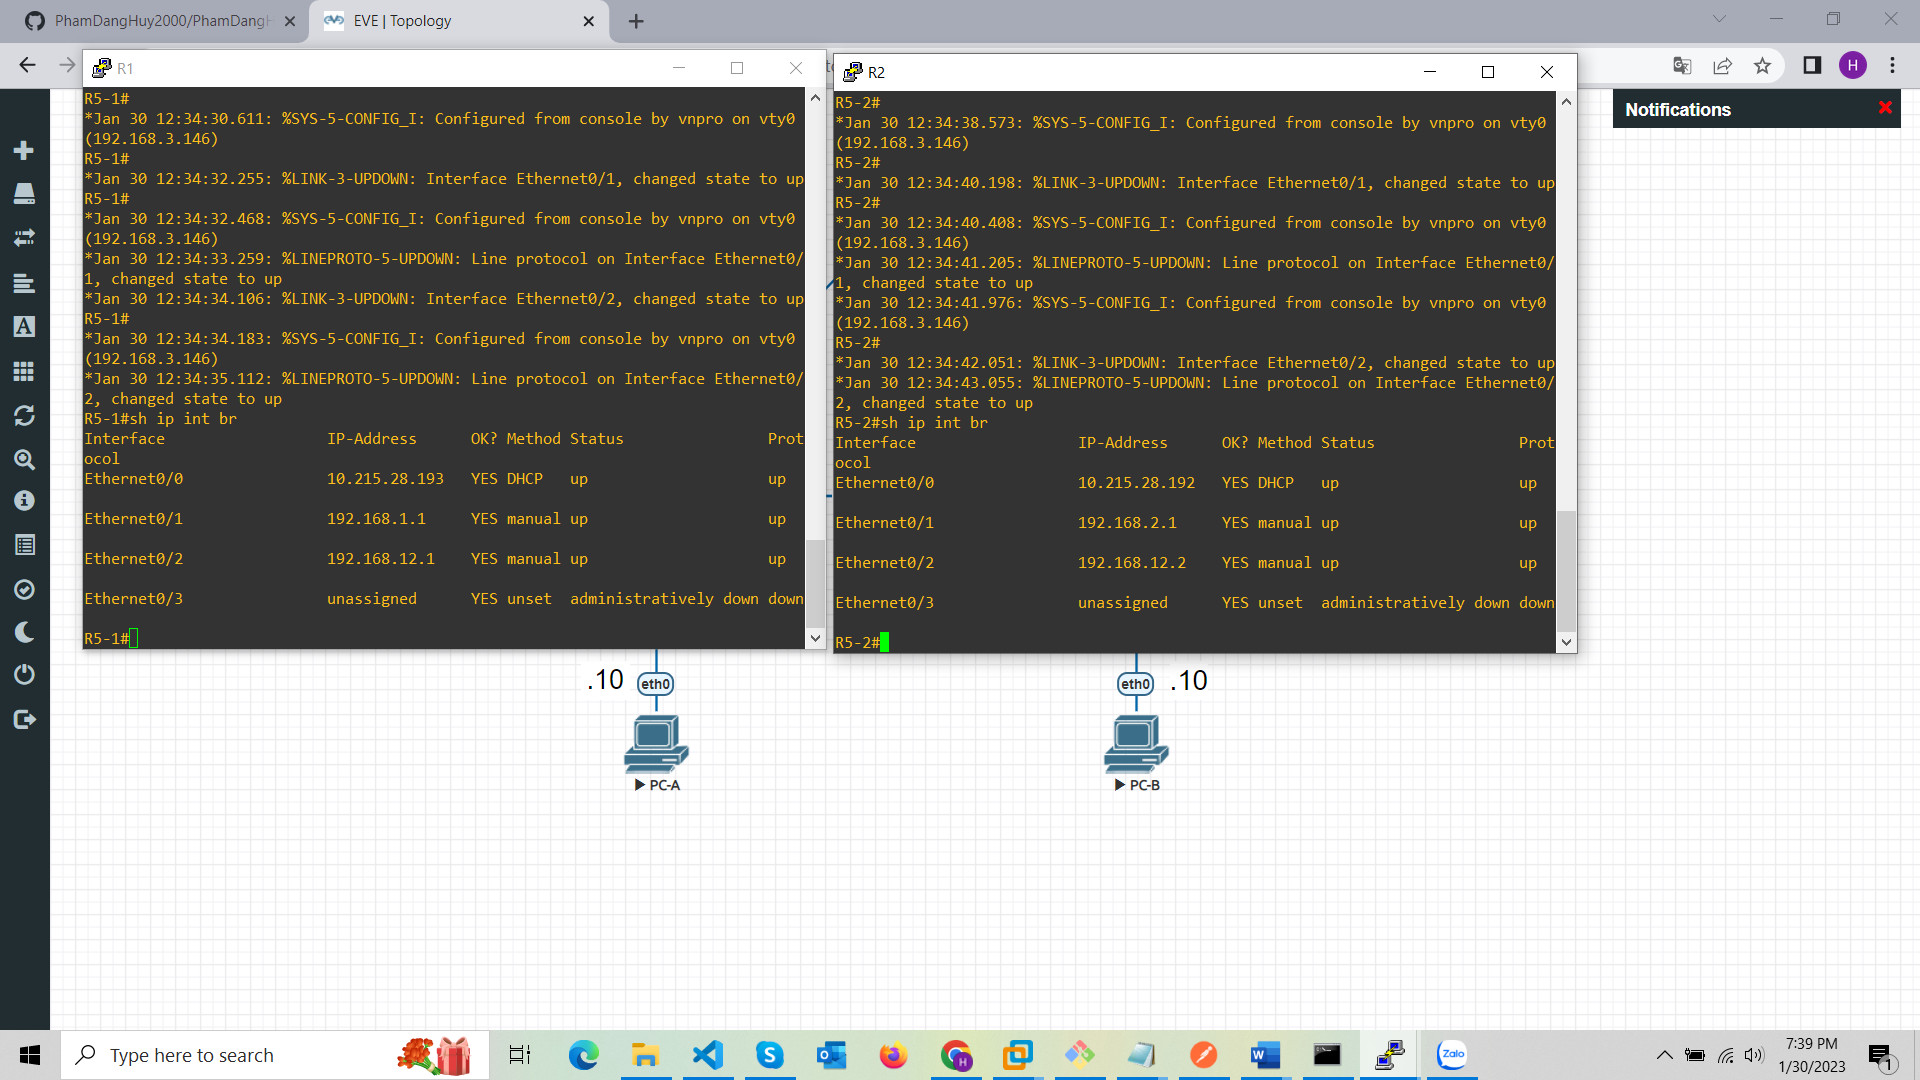 PhamDangHuy2000/PhamDangH
EVE | Topology
H
R1
R5-1#
*Jan 30 12:34:30.611: %SYS-5-CONFIG_I: Configured from console by vnpro on vty0
(192.168.3.146)
R5-1#
*Jan 30 12:34:32.255: %LINK-3-UPDOWN: Interface Ethernet0/1, changed state to up
R5-1#
*Jan 30 12:34:32.468: %SYS-5-CONFIG_I: Configured from console by vnpro on vty0
(192.168.3.146)
*Jan 30 12:34:33.259: %LINEPROTO-5-UPDOWN: Line protocol on Interface Ethernet0/
1, changed state to up
*Jan 30 12:34:34.106: %LINK-3-UPDOWN: Interface Ethernet0/2, changed state to up
R5-1#
*Jan 30 12:34:34.183: %SYS-5-CONFIG_I: Configured from console by vnpro on vty0
(192.168.3.146)
*Jan 30 12:34:35.112: %LINEPROTO-5-UPDOWN: Line protocol on Interface Ethernet0/
2, changed state to up
R5-1#sh ip int br
Interface IP-Address OK? Method Status Prot
ocol
Ethernet0/0 10.215.28.193 YES DHCP up up
Ethernet0/1 192.168.1.1 YES manual up up
Ethernet0/2 192.168.12.1 YES manual up up
Ethernet0/3 unassigned YES unset administratively down down
R5-1#
R2
R5-2#
*Jan 30 12:34:38.573: %SYS-5-CONFIG_I: Configured from console by vnpro on vty0
(192.168.3.146)
R5-2#
*Jan 30 12:34:40.198: %LINK-3-UPDOWN: Interface Ethernet0/1, changed state to up
R5-2#
*Jan 30 12:34:40.408: %SYS-5-CONFIG_I: Configured from console by vnpro on vty0
(192.168.3.146)
*Jan 30 12:34:41.205: %LINEPROTO-5-UPDOWN: Line protocol on Interface Ethernet0/
1, changed state to up
*Jan 30 12:34:41.976: %SYS-5-CONFIG_I: Configured from console by vnpro on vty0
(192.168.3.146)
R5-2#
*Jan 30 12:34:42.051: %LINK-3-UPDOWN: Interface Ethernet0/2, changed state to up
*Jan 30 12:34:43.055: %LINEPROTO-5-UPDOWN: Line protocol on Interface Ethernet0/
2, changed state to up
R5-2#sh ip int br
Interface IP-Address OK? Method Status Prot
ocol
Ethernet0/0 10.215.28.192 YES DHCP up up
Ethernet0/1 192.168.2.1 YES manual up up
Ethernet0/2 192.168.12.2 YES manual up up
Ethernet0/3 unassigned YES unset administratively down down
R5-2#
Notifications
.10 eth0
eth0 .10
PC-A
PC-B
Type here to search
Zalo
7:39 PM
1/30/2023
1